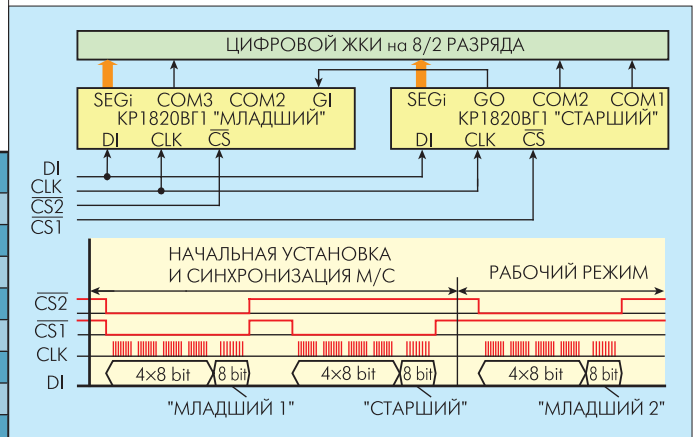 ЦИФРОВОЙ ЖКИ на 8/2 РАЗРЯДА
SEGi COM3 COM2 GI
КР1820ВГ1 "МЛАДШИЙ"
DI CLK CS
SEGi GO COM2 COM1
КР1820ВГ1 "СТАРШИЙ"
DI CLK CS
DI
CLK
CS2
CS1
НАЧАЛЬНАЯ УСТАНОВКА
И СИНХРОНИЗАЦИЯ М/С
РАБОЧИЙ РЕЖИМ
CS2
CS1
CLK
DI
4×8 bit 8 bit 4×8 bit 8 bit 4×8 bit 8 bit
"МЛАДШИЙ 1" "СТАРШИЙ" "МЛАДШИЙ 2"